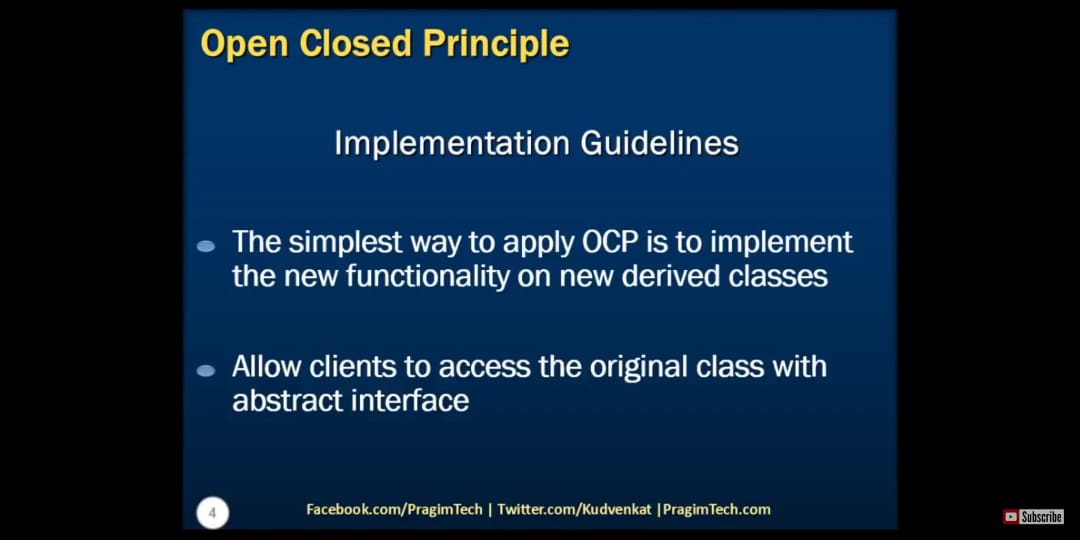 Open Closed Principle
Implementation Guidelines
The simplest way to apply OCP is to implement
the new functionality on new derived classes
Allow clients to access the original class with
abstract interface
4
Facebook.com/PragimTech | Twitter.com/Kudvenkat |PragimTech.com
Subscribe